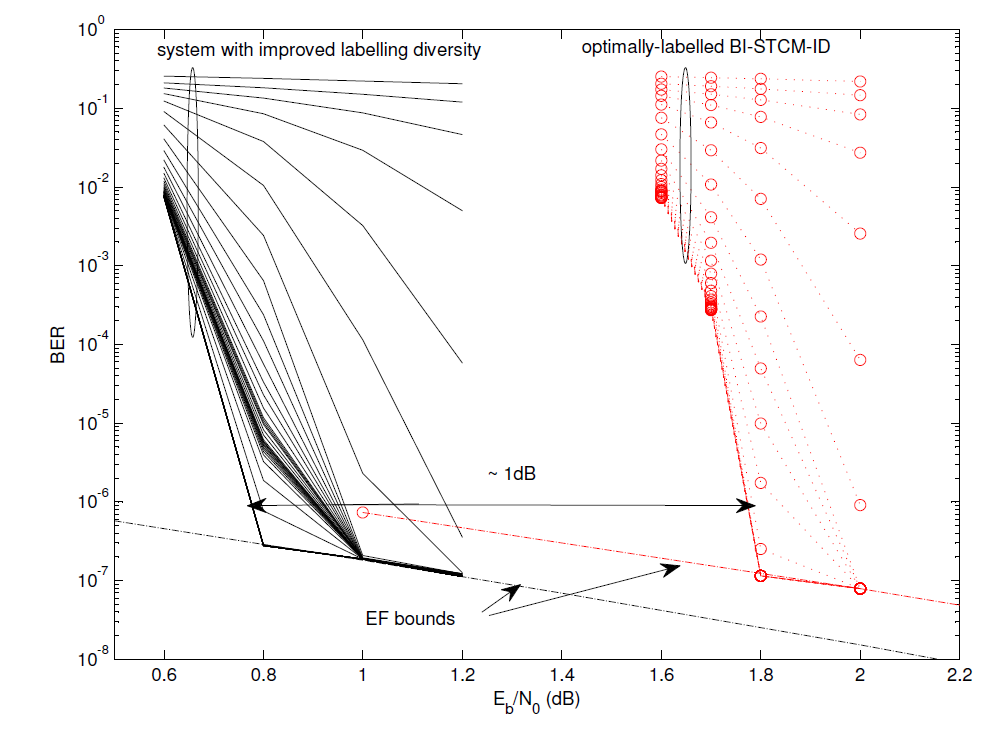 system with improved labelling diversity
optimally-labelled BI-STCM-ID
10^0
10^-1
10^-2
10^-3
10^-4
10^-5
10^-6
10^-7
10^-8
BER
~ 1dB
EF bounds
0.6 0.8 1 1.2 1.4 1.6 1.8 2 2.2
E_b/N_0 (dB)